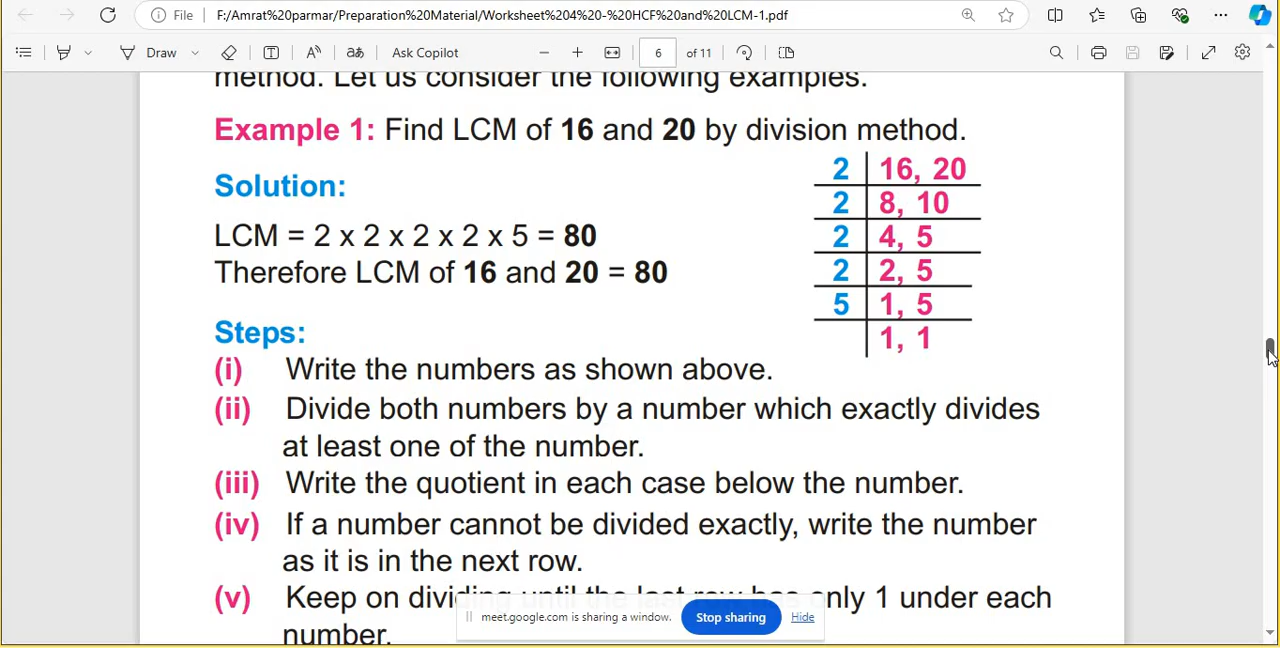 File
F:/Amrat%20parmar/Preparation%20Material/Worksheet%204%20-%20HCF%20and%20LCM-1.pdf
Draw
Ask Copilot
6
of 11
method. Let us consider the following examples.
Example 1: Find LCM of 16 and 20 by division method.
Solution:
LCM = 2 x 2 x 2 x 2 x 5 = 80
Therefore LCM of 16 and 20 = 80
2 16, 20
2 8, 10
2 4, 5
2 2, 5
5 1, 5
1, 1
Steps:
(i) Write the numbers as shown above.
(ii) Divide both numbers by a number which exactly divides
at least one of the number.
(iii) Write the quotient in each case below the number.
(iv) If a number cannot be divided exactly, write the number
as it is in the next row.
(v) Keep on dividing until the last row has only 1 under each
number.
meet.google.com is sharing a window.
Stop sharing
Hide